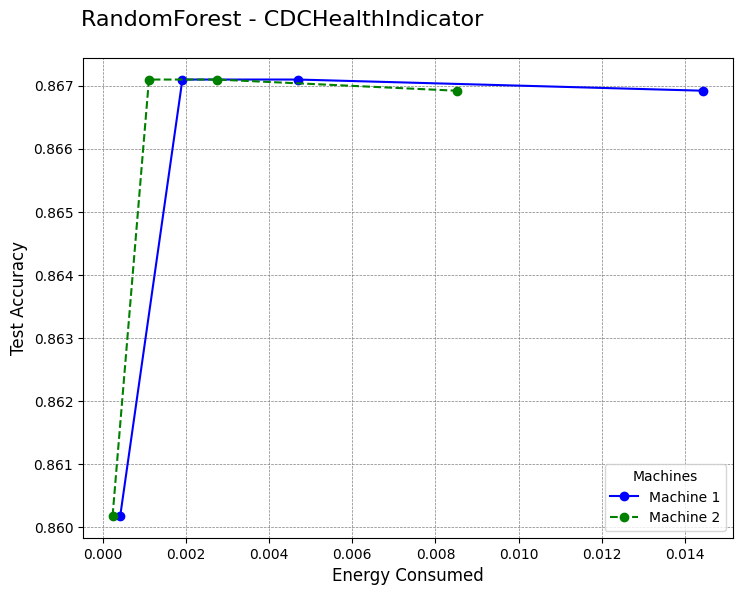 RandomForest - CDCHealthIndicator
0.867
0.866
0.865
0.864
0.863
0.862
0.861
0.860
Test Accuracy
0.000 0.002 0.004 0.006 0.008 0.010 0.012 0.014
Energy Consumed
Machines
Machine 1
Machine 2